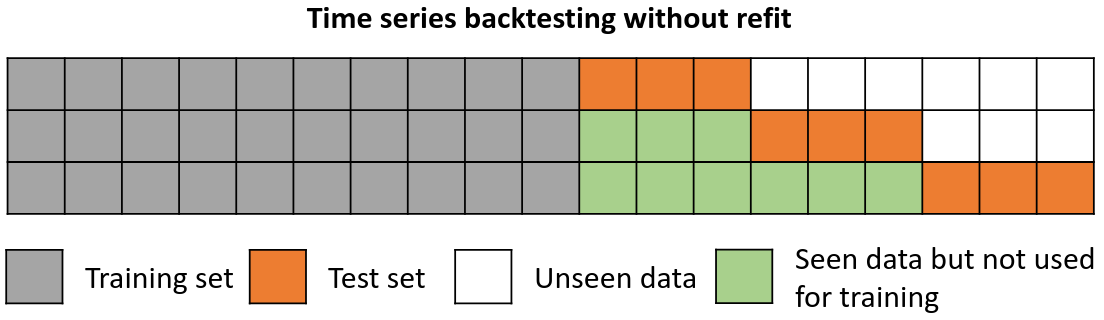 Time series backtesting without refit
Training set
Test set
Unseen data
Seen data but not used
for training